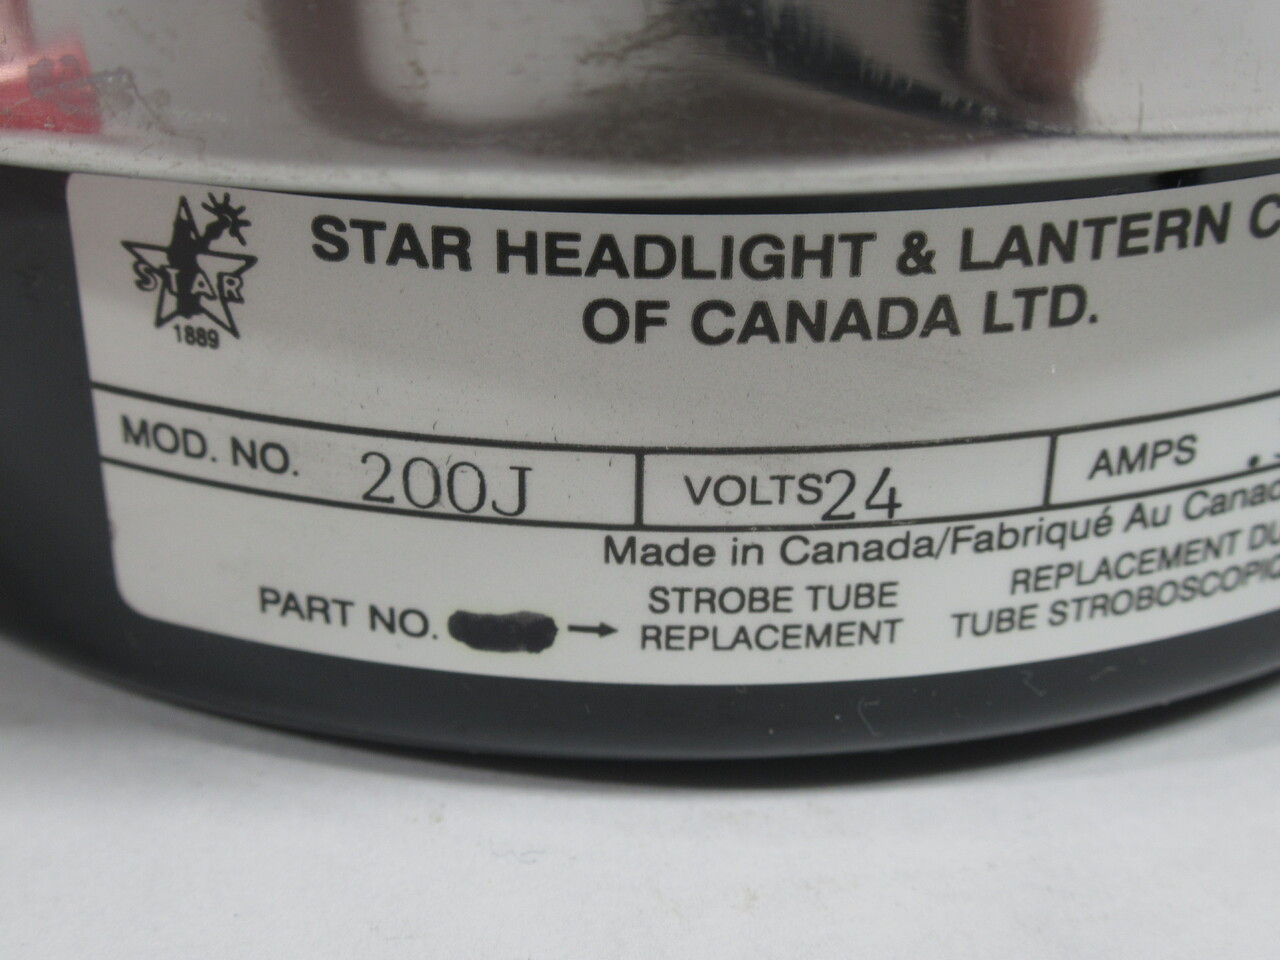 STAR
1889
STAR HEADLIGHT & LANTERN
OF CANADA LTD.
MOD. NO. 200J VOLTS 24 AMPS
Made in Canada/Fabriqué Au
PART NO. → STROBE TUBE REPLACEMENT
REPLACEMENT
TUBE